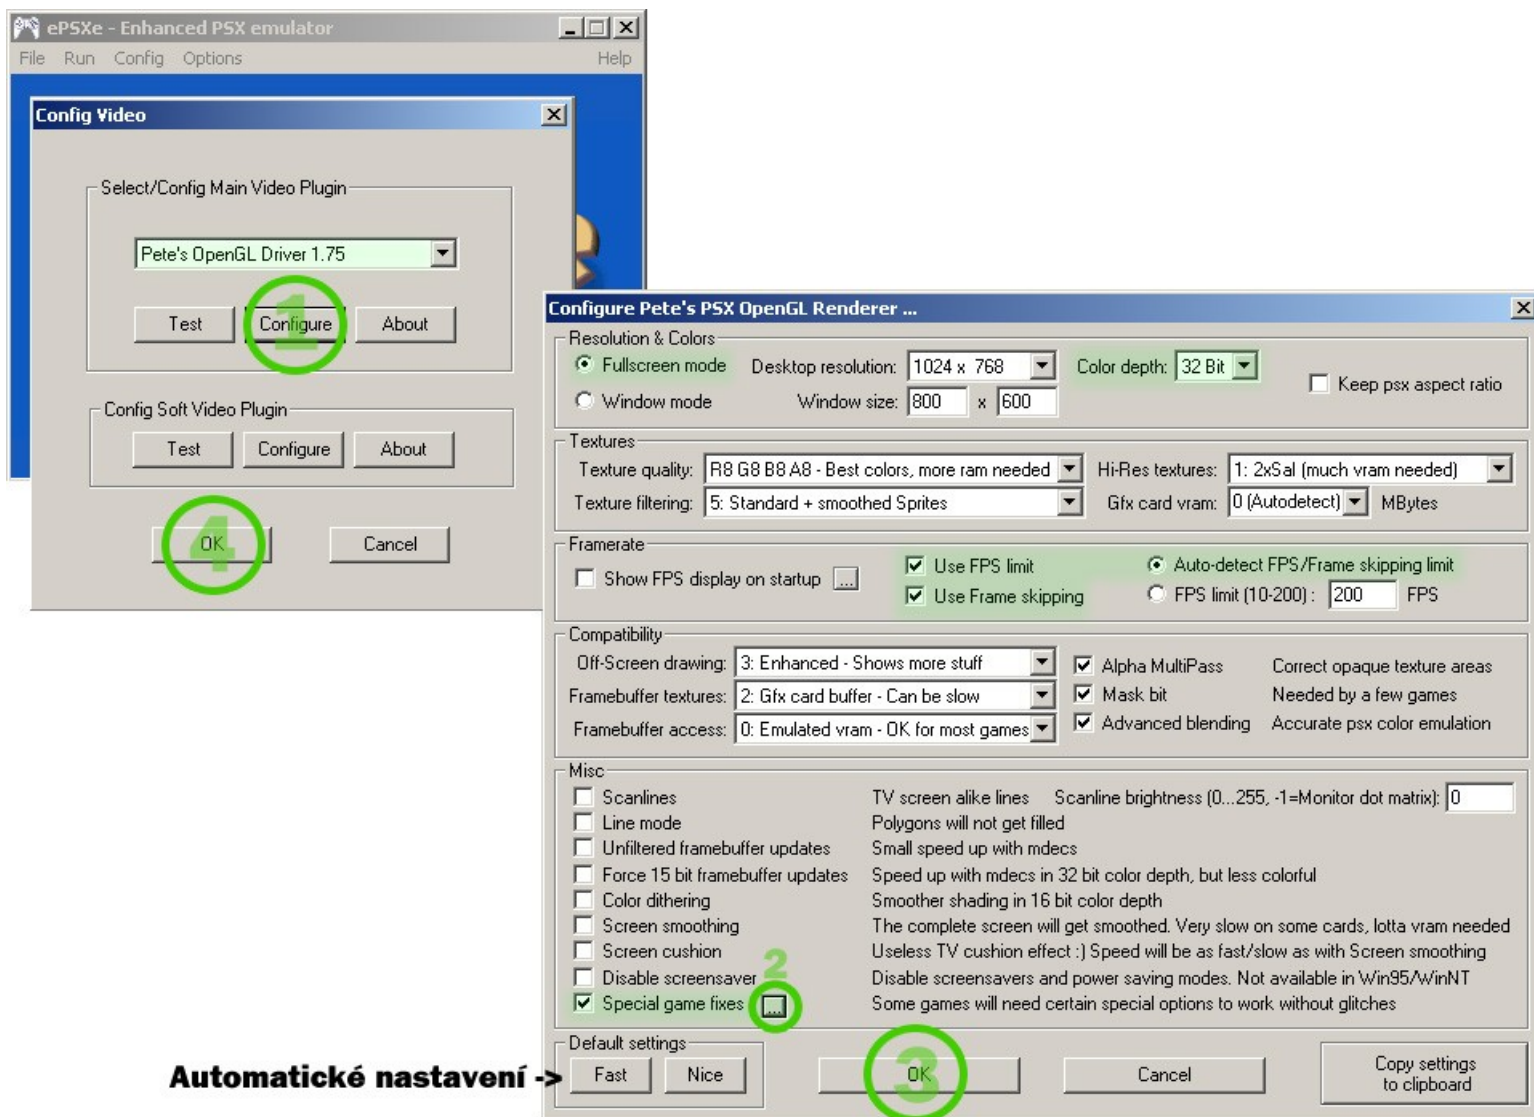 ePSXe - Enhanced PSX emulator
File Run Config Options Help
Config Video
Select/Config Main Video Plugin
Pete's OpenGL Driver 1.75
Test Configure About
1
Config Soft Video Plugin
Test Configure About
OK Cancel
4
Configure Pete's PSX OpenGL Renderer ...
Resolution & Colors
Fullscreen mode Desktop resolution: 1024 x 768 Color depth: 32 Bit Keep psx aspect ratio
Window mode Window size: 800 x 600
Textures
Texture quality: R8 G8 B8 A8 - Best colors, more ram needed Hi-Res textures: 1: 2xSaI (much vram needed)
Texture filtering: 5: Standard + smoothed Sprites Gfx card vram: 0 (Autodetect) MBytes
Framerate
Show FPS display on startup ... Use FPS limit Auto-detect FPS/Frame skipping limit
Use Frame skipping FPS limit (10-200) : 200 FPS
Compatibility
Off-Screen drawing: 3: Enhanced - Shows more stuff Alpha MultiPass Correct opaque texture areas
Framebuffer textures: 2: Gfx card buffer - Can be slow Mask bit Needed by a few games
Framebuffer access: 0: Emulated vram - OK for most games Advanced blending Accurate psx color emulation
Misc
Scanlines TV screen alike lines Scanline brightness (0...255, -1=Monitor dot matrix): 0
Line mode Polygons will not get filled
Unfiltered framebuffer updates Small speed up with mdecs
Force 15 bit framebuffer updates Speed up with mdecs in 32 bit color depth, but less colorful
Color dithering Smoother shading in 16 bit color depth
Screen smoothing The complete screen will get smoothed. Very slow on some cards, lotta vram needed
Screen cushion Useless TV cushion effect :) Speed will be as fast/slow as with Screen smoothing
2
Disable screensaver Disable screensavers and power saving modes. Not available in Win95/WinNT
Special game fixes ... Some games will need certain special options to work without glitches
Default settings
Automatické nastavení -> Fast Nice OK Cancel Copy settings
to clipboard
3